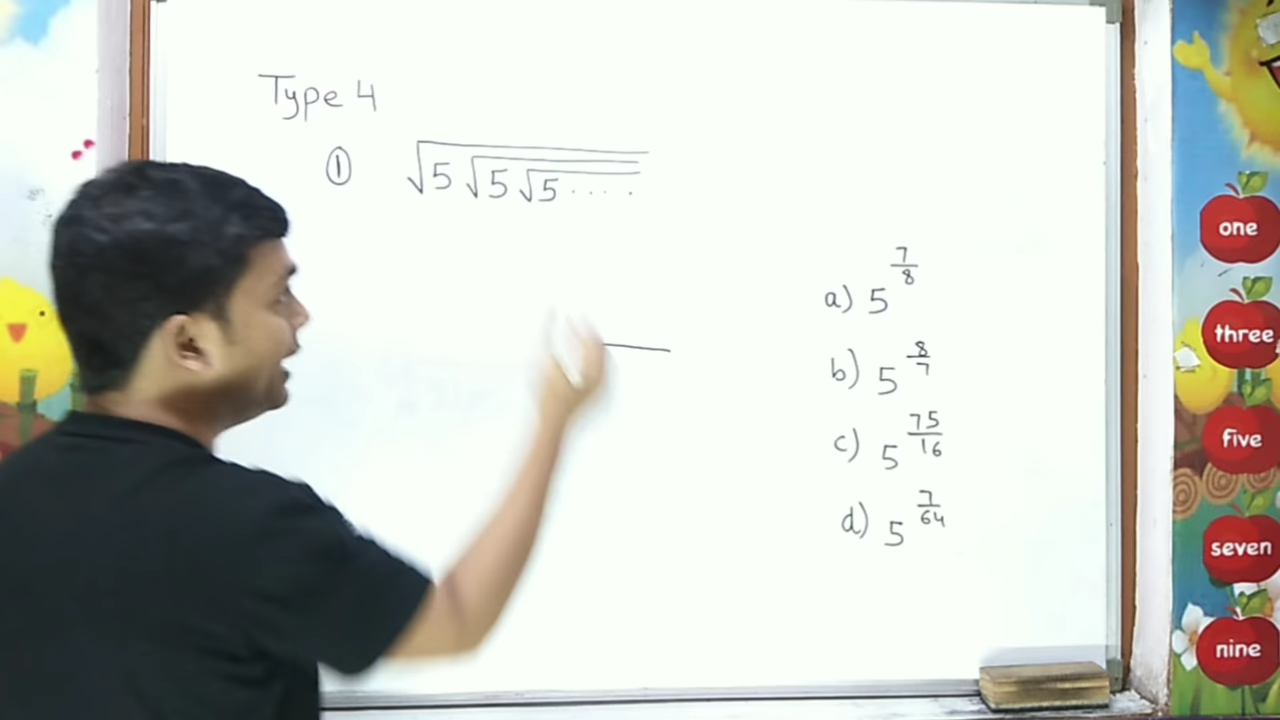 Type 4
① √5√5√5.....
a) 5^(7/8)
b) 5^(8/7)
c) 5^(75/16)
d) 5^(7/64)
one
three
five
seven
nine